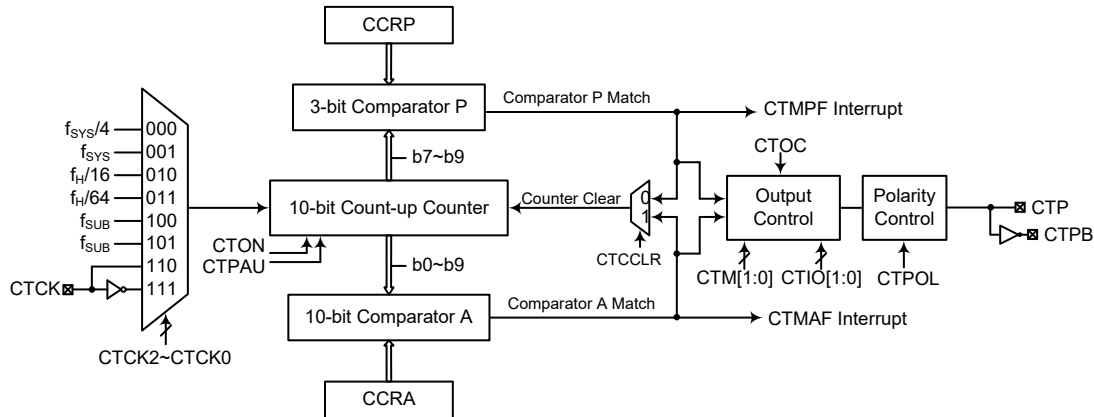 CCRP
3-bit Comparator P
Comparator P Match
CTMPF Interrupt
b7~b9
CTOC
fSYS/4 000
fSYS 001
fH/16 010
fH/64 011
fSUB 100
fSUB 101
110
CTCK 111
CTCK2~CTCK0
10-bit Count-up Counter
Counter Clear
0
1
CTCCLR
Output Control
Polarity Control
CTP
CTPB
CTON
CTPAU
b0~b9
CTM[1:0]
CTIO[1:0]
CTPOL
10-bit Comparator A
Comparator A Match
CTMAF Interrupt
CCRA